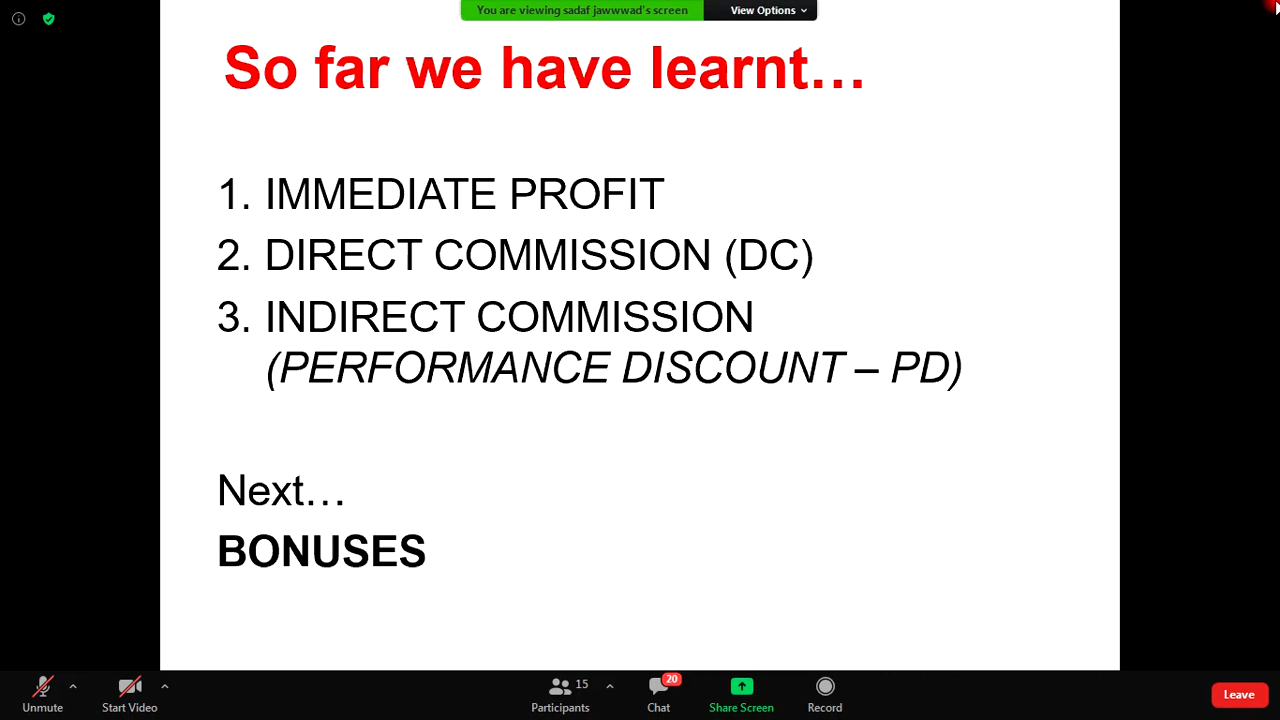 You are viewing sadaf jawwwad's screen View Options
So far we have learnt…
1. IMMEDIATE PROFIT
2. DIRECT COMMISSION (DC)
3. INDIRECT COMMISSION
(PERFORMANCE DISCOUNT – PD)
Next…
BONUSES
Unmute
Start Video
15
Participants
20
Chat
Share Screen
Record
Leave